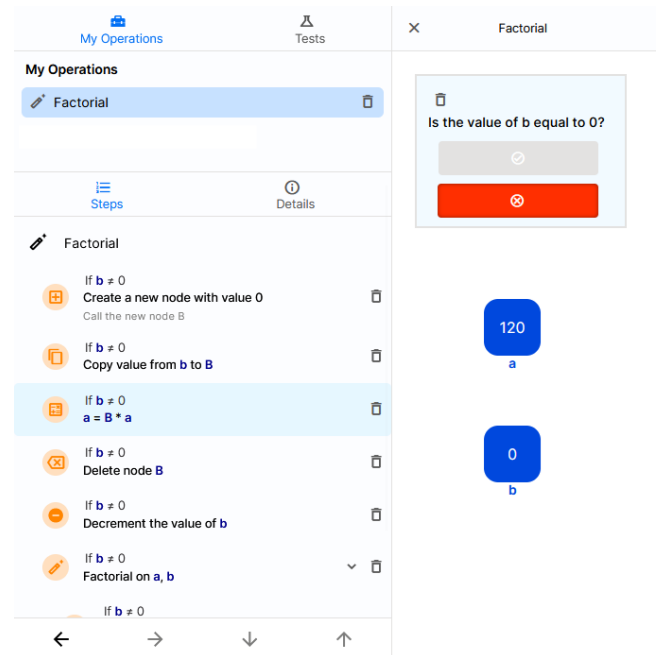 My Operations
Tests
My Operations
Factorial
Steps
Details
Factorial
If b ≠ 0
Create a new node with value 0
Call the new node B
If b ≠ 0
Copy value from b to B
If b ≠ 0
a = B * a
If b ≠ 0
Delete node B
If b ≠ 0
Decrement the value of b
If b ≠ 0
Factorial on a, b
If b ≠ 0
Factorial
Is the value of b equal to 0?
120
a
0
b